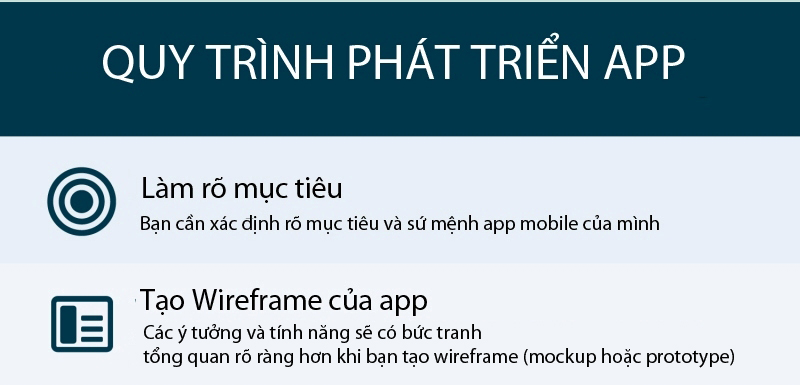 QUY TRÌNH PHÁT TRIỂN APP
Làm rõ mục tiêu
Bạn cần xác định rõ mục tiêu và sứ mệnh app mobile của mình
Tạo Wireframe của app
Các ý tưởng và tính năng sẽ có bức tranh
tổng quan rõ ràng hơn khi bạn tạo wireframe (mockup hoặc prototype)